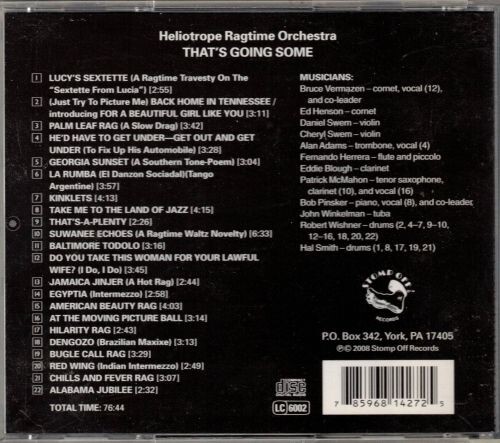 Heliotrope Ragtime Orchestra
THAT'S GOING SOME
1 LUCY'S SEXTETTE (A Ragtime Travesty On The
"Sextette From Lucia") [2:55]
2 (Just Try To Picture Me) BACK HOME IN TENNESSEE /
introducing FOR A BEAUTIFUL GIRL LIKE YOU [3:11]
3 PALM LEAF RAG (A Slow Drag) [3:42]
4 HE'D HAVE TO GET UNDER—GET OUT AND GET
UNDER (To Fix Up His Automobile) [3:28]
5 GEORGIA SUNSET (A Southern Tone-Poem) [3:04]
6 LA RUMBA (El Danzon Sociadal)(Tango
Argentine) [3:57]
7 KINKLETS [4:13]
8 TAKE ME TO THE LAND OF JAZZ [4:15]
9 THAT'S-A-PLENTY [2:26]
10 SUWANEE ECHOES (A Ragtime Waltz Novelty) [6:33]
11 BALTIMORE TODOLO [3:16]
12 DO YOU TAKE THIS WOMAN FOR YOUR LAWFUL
WIFE? (I Do, I Do) [3:45]
13 JAMAICA JINJER (A Hot Rag) [2:44]
14 EGYPTIA (Intermezzo) [2:58]
15 AMERICAN BEAUTY RAG [4:03]
16 AT THE MOVING PICTURE BALL [3:14]
17 HILARITY RAG [2:43]
18 DENGOZO (Brazilian Maxixe) [3:13]
19 BUGLE CALL RAG [3:51]
20 RED WING (Indian Intermezzo) [2:49]
21 CHILLS AND FEVER RAG [3:07]
22 ALABAMA JUBILEE [2:32]
TOTAL TIME: 76:44
MUSICIANS:
Bruce Vermazen – cornet, vocal (12),
and co-leader
Ed Henson – cornet
Daniel Swem – violin
Cheryl Swem – violin
Alan Adams – trombone, vocal (4)
Fernando Herrera – flute and piccolo
Eddie Blough – clarinet
Patrick McMahon – tenor saxophone,
clarinet (10), and vocal (16)
Bob Pinsker – piano, vocal (8), and co-leader
John Winkelman – tuba
Robert Wishner – drums (2, 4–7, 9–10,
12–16, 18, 20, 22)
Hal Smith – drums (1, 8, 17, 19, 21)
STOMP OFF
RECORDS
P.O. Box 342, York, PA 17405
℗©2008 Stomp Off Records
COMPACT
disc
DIGITAL AUDIO
LC 6002
7 85968 14272 5